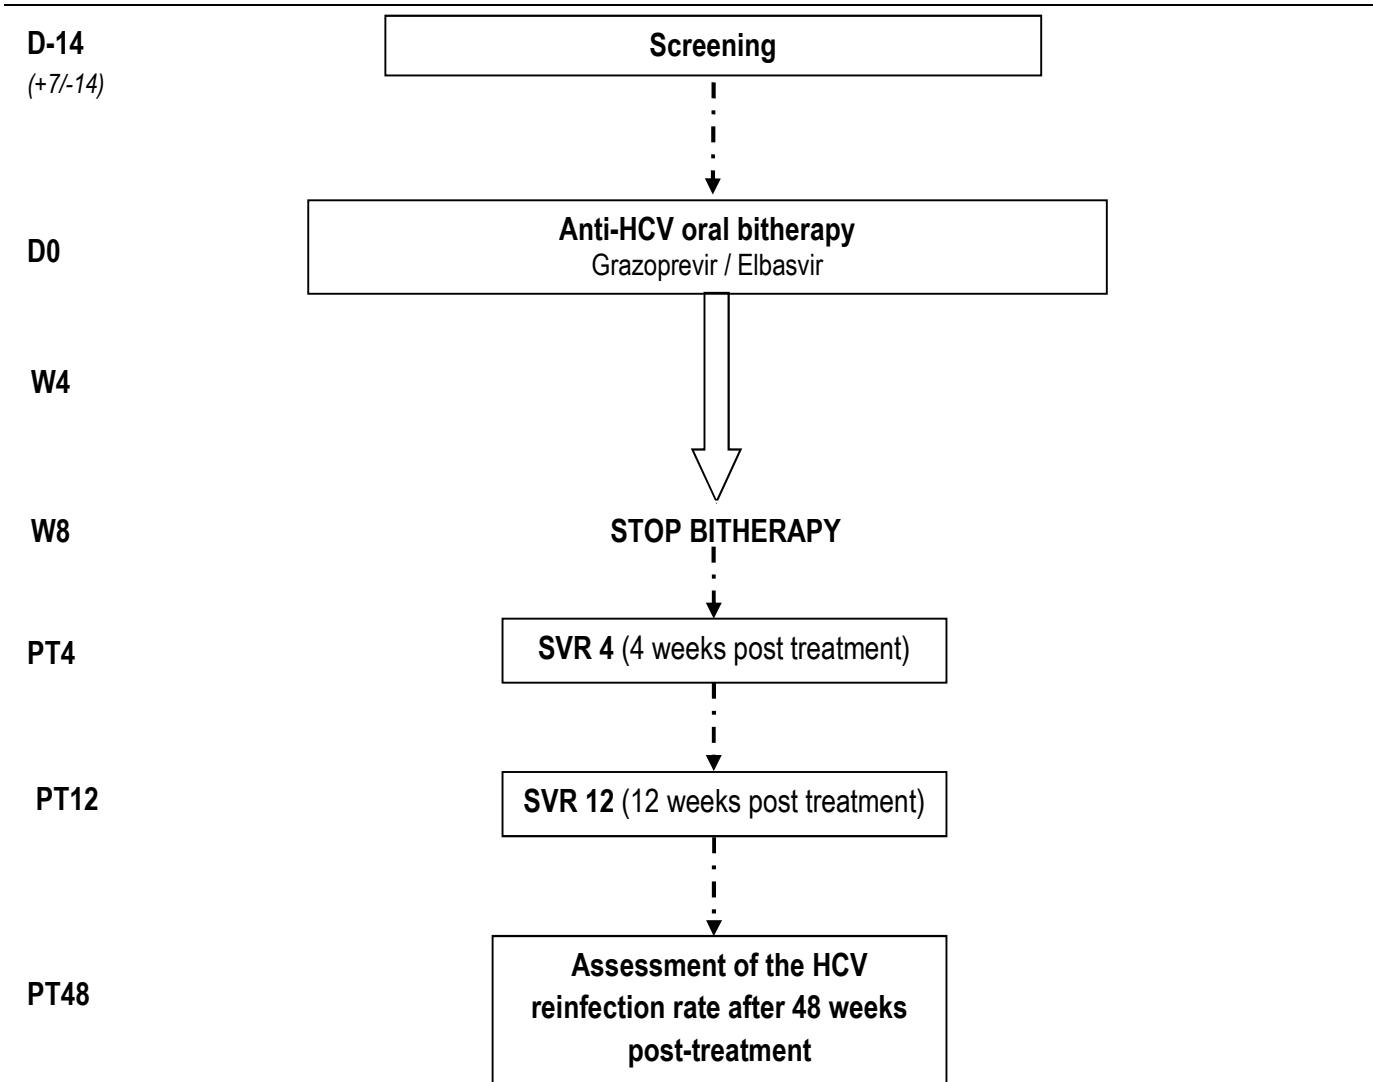 D-14
Screening
(+7/-14)
Anti-HCV oral bitherapy
D0
Grazoprevir / Elbasvir
W4
W8
STOP BITHERAPY
PT4
SVR 4 (4 weeks post treatment)
PT12
SVR 12 (12 weeks post treatment)
Assessment of the HCV
PT48
reinfection rate after 48 weeks
post-treatment